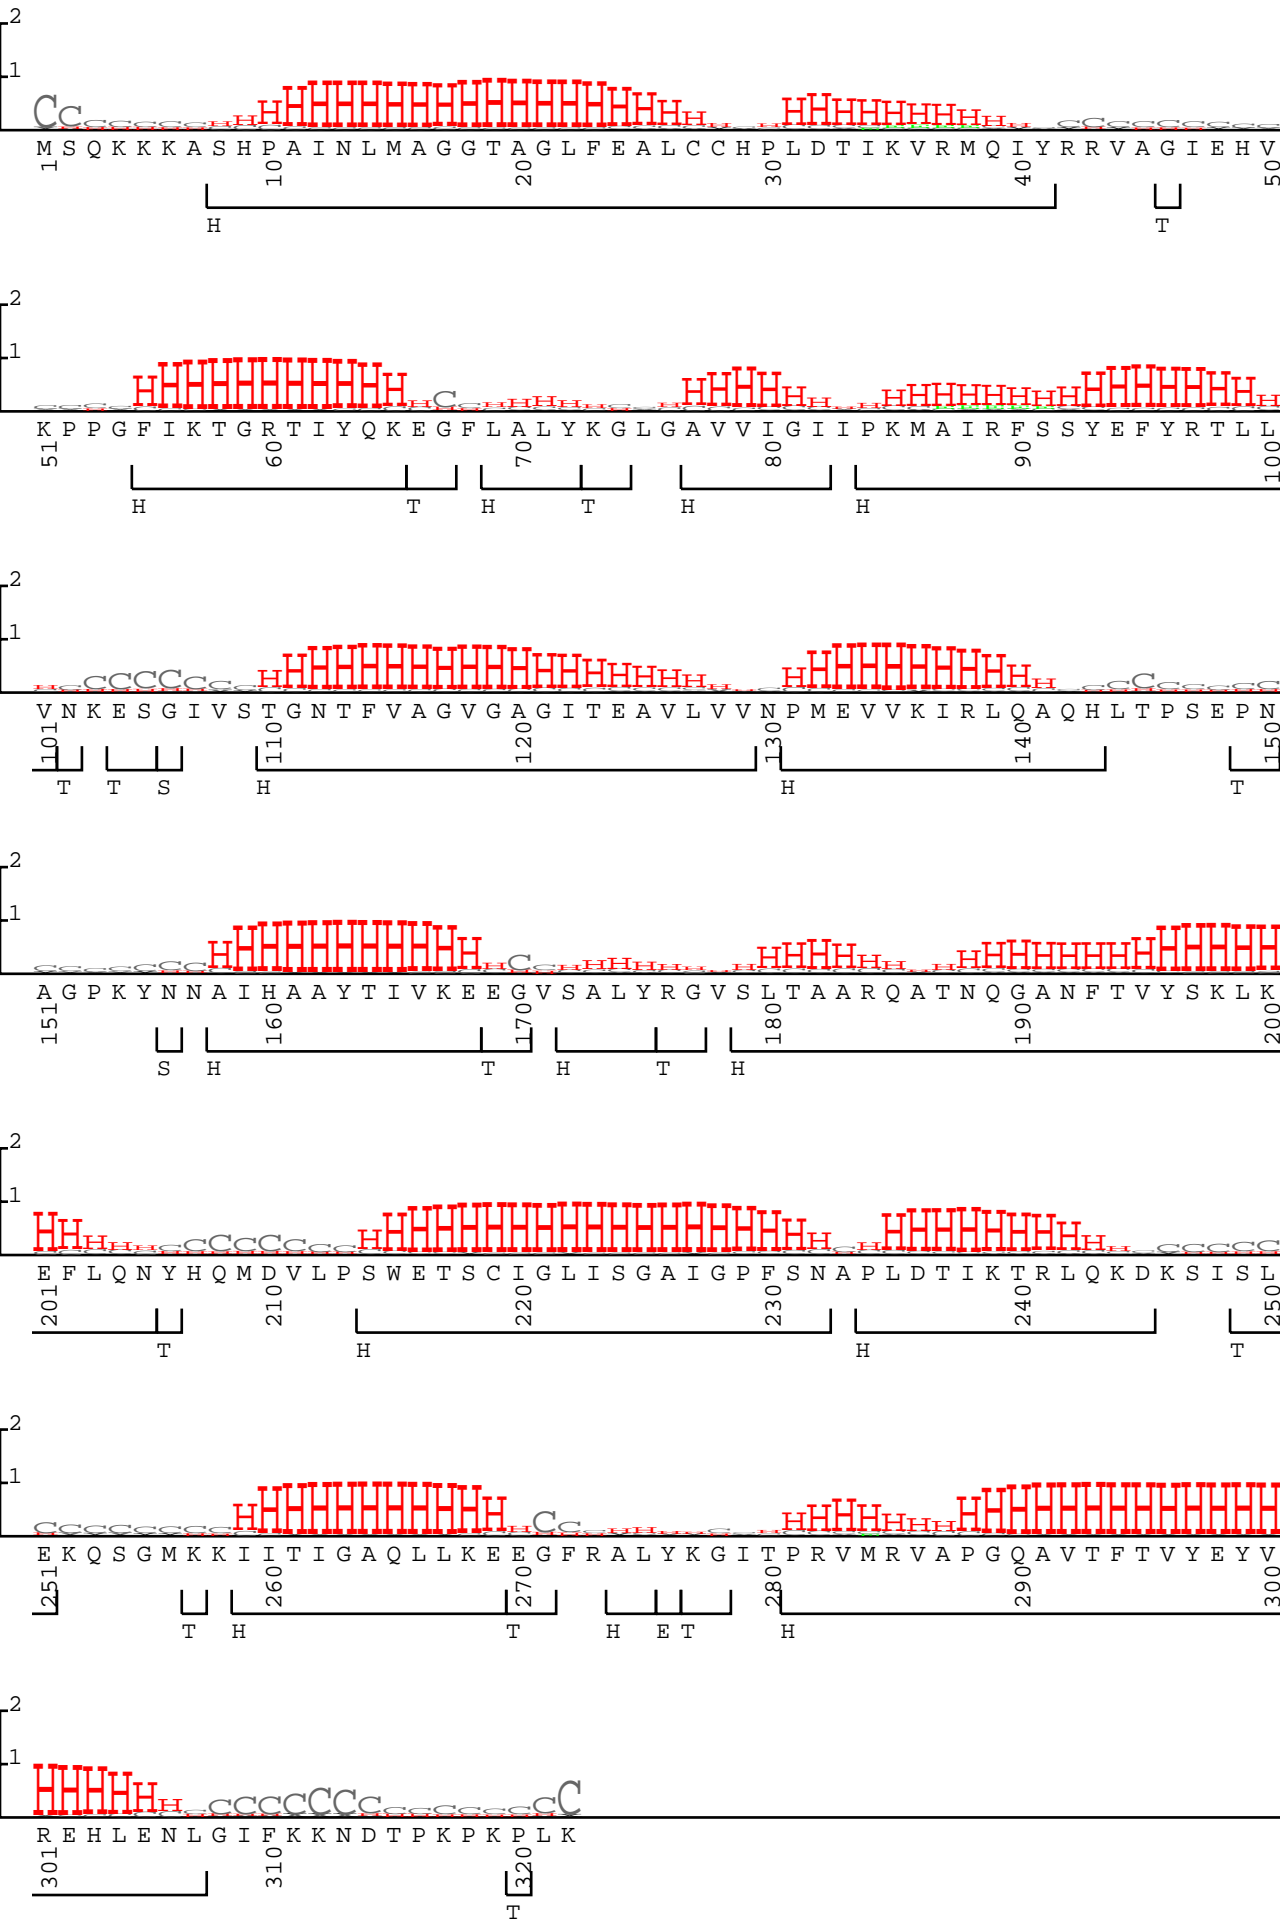 2
1
M S Q K K K A S H P A I N L M A G G T A G L F E A L C C H P L D T I K V R M Q I Y R R V A G I E H V
1 10 20 30 40 50
H T
2
1
K P P G F I K T G R T I Y Q K E G F L A L Y K G L G A V V I G I I P K M A I R F S S Y E F Y R T L L
51 60 70 80 90 100
H T H T H H
2
1
V N K E S G I V S T G N T F V A G V G A G I T E A V L V V N P M E V V K I R L Q A Q H L T P S E P N
101 110 120 130 140 150
T T S H H T
2
1
A G P K Y N N A I H A A Y T I V K E E G V S A L Y R G V S L T A A R Q A T N Q G A N F T V Y S K L K
151 160 170 180 190 200
S H T H T H
2
1
E F L Q N Y H Q M D V L P S W E T S C I G L I S G A I G P F S N A P L D T I K T R L Q K D K S I S L
201 210 220 230 240 250
T H H T
2
1
E K Q S G M K K I I T I G A Q L L K E E G F R A L Y K G I T P R V M R V A P G Q A V T F T V Y E Y V
251 260 270 280 290 300
T H T H E T H
2
1
R E H L E N L G I F K K N D T P K P K P L K
301 310 320
T